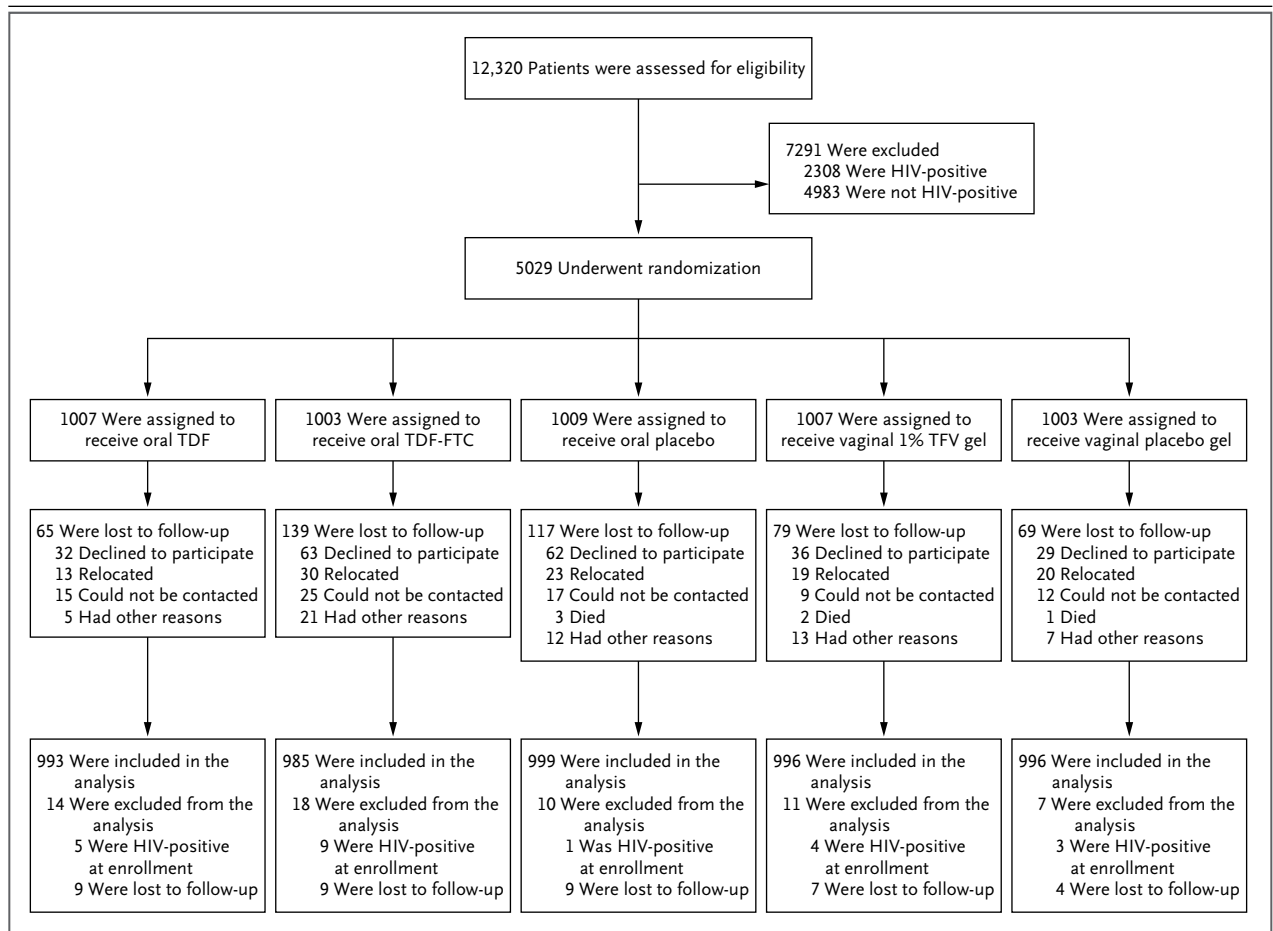 12,320 Patients were assessed for eligibility
7291 Were excluded
2308 Were HIV-positive
4983 Were not HIV-positive
5029 Underwent randomization
1007 Were assigned to
receive oral TDF
1003 Were assigned to
receive oral TDF-FTC
1009 Were assigned to
receive oral placebo
1007 Were assigned to
receive vaginal 1% TFV gel
1003 Were assigned to
receive vaginal placebo gel
65 Were lost to follow-up
32 Declined to participate
13 Relocated
15 Could not be contacted
5 Had other reasons
139 Were lost to follow-up
63 Declined to participate
30 Relocated
25 Could not be contacted
21 Had other reasons
117 Were lost to follow-up
62 Declined to participate
23 Relocated
17 Could not be contacted
3 Died
12 Had other reasons
79 Were lost to follow-up
36 Declined to participate
19 Relocated
9 Could not be contacted
2 Died
13 Had other reasons
69 Were lost to follow-up
29 Declined to participate
20 Relocated
12 Could not be contacted
1 Died
7 Had other reasons
993 Were included in the
analysis
14 Were excluded from the
analysis
5 Were HIV-positive
at enrollment
9 Were lost to follow-up
985 Were included in the
analysis
18 Were excluded from the
analysis
9 Were HIV-positive
at enrollment
9 Were lost to follow-up
999 Were included in the
analysis
10 Were excluded from the
analysis
1 Was HIV-positive
at enrollment
9 Were lost to follow-up
996 Were included in the
analysis
11 Were excluded from the
analysis
4 Were HIV-positive
at enrollment
7 Were lost to follow-up
996 Were included in the
analysis
7 Were excluded from the
analysis
3 Were HIV-positive
at enrollment
4 Were lost to follow-up